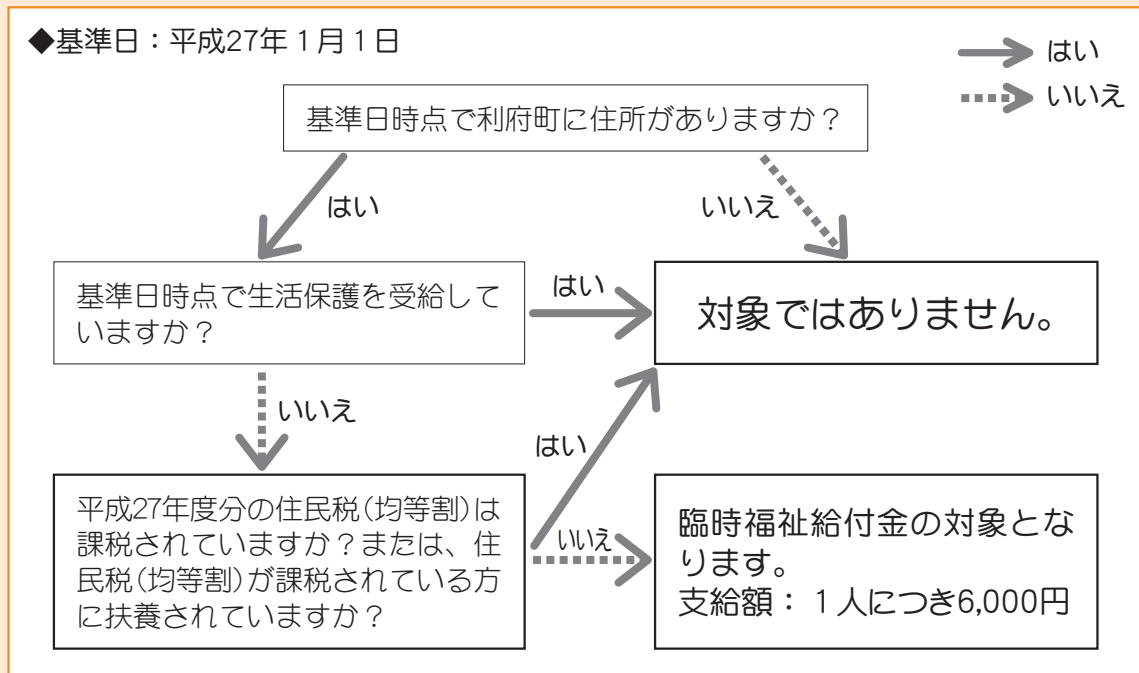 ◆基準日：平成27年1月1日
はい
いいえ
基準日時点で利府町に住所がありますか？
はい
いいえ
基準日時点で生活保護を受給して
いますか？
はい
対象ではありません。
いいえ
はい
平成27年度分の住民税(均等割)は
課税されていますか？または、住
民税(均等割)が課税されている方
に扶養されていますか？
いいえ
臨時福祉給付金の対象とな
ります。
支給額：1人につき6,000円